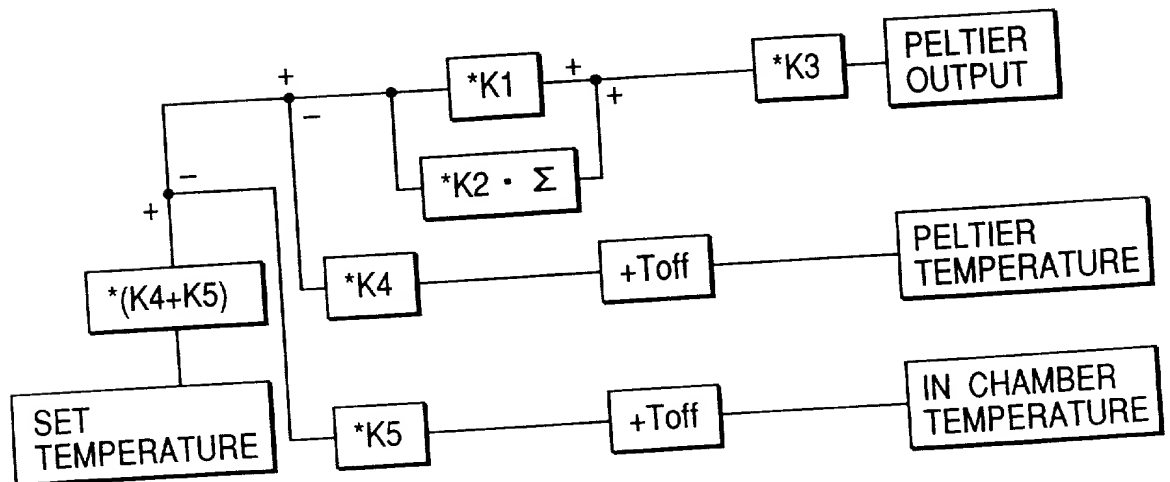 PELTIER
OUTPUT
*K3
+
*K1
+
+
−
*K2 · Σ
−
+
PELTIER
TEMPERATURE
+Toff
*K4
*(K4+K5)
IN CHAMBER
TEMPERATURE
+Toff
*K5
SET
TEMPERATURE